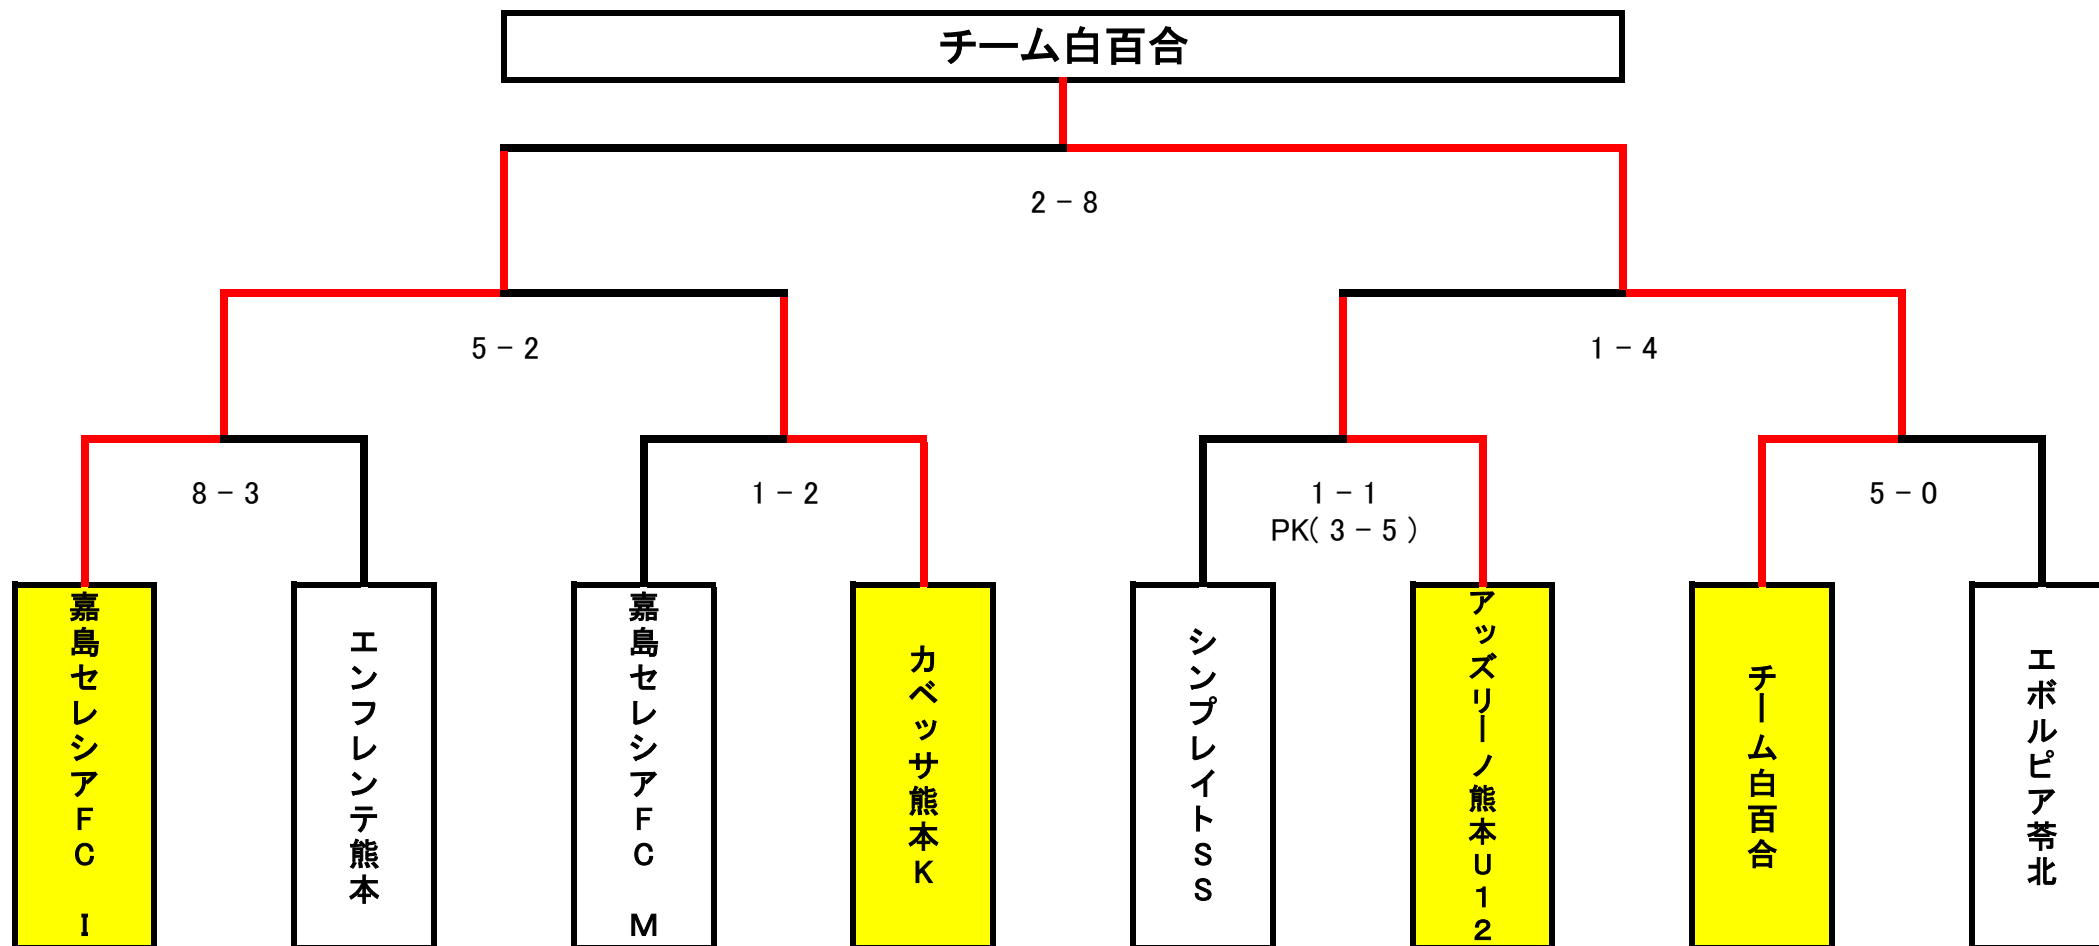 チーム白百合
2 − 8
5 − 2
1 − 4
8 − 3
1 − 2
1 − 1
PK( 3 − 5 )
5 − 0
嘉島セレシアFC I
エンフレンテ熊本
嘉島セレシアFC M
カベッサ熊本K
シンプレイトSS
アッズリーノ熊本U12
チーム白百合
エボルピア苓北